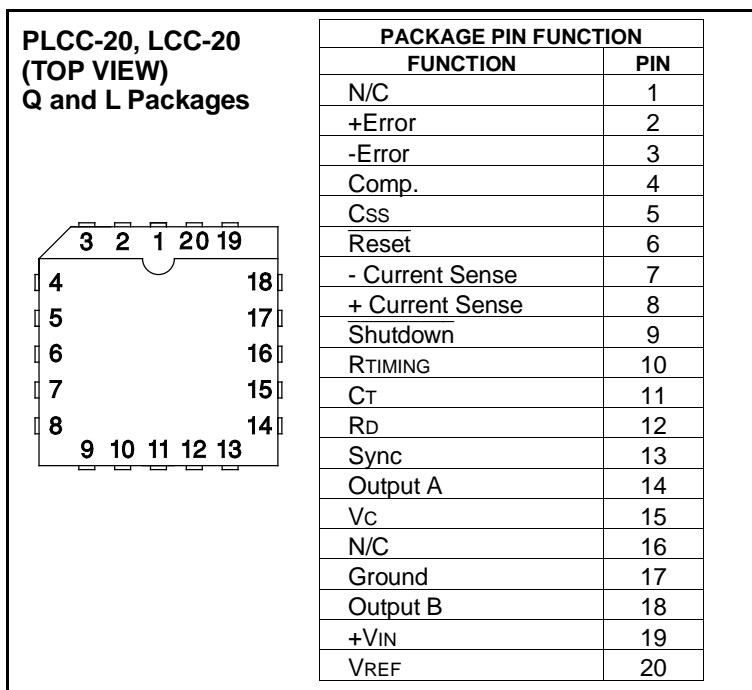 PLCC-20, LCC-20
(TOP VIEW)
Q and L Packages
3 2 1 20 19
4 18
5 17
6 16
7 15
8 14
9 10 11 12 13
PACKAGE PIN FUNCTION
FUNCTION PIN
N/C 1
+Error 2
-Error 3
Comp. 4
CSS 5
Reset 6
- Current Sense 7
+ Current Sense 8
Shutdown 9
RTIMING 10
CT 11
RD 12
Sync 13
Output A 14
VC 15
N/C 16
Ground 17
Output B 18
+VIN 19
VREF 20